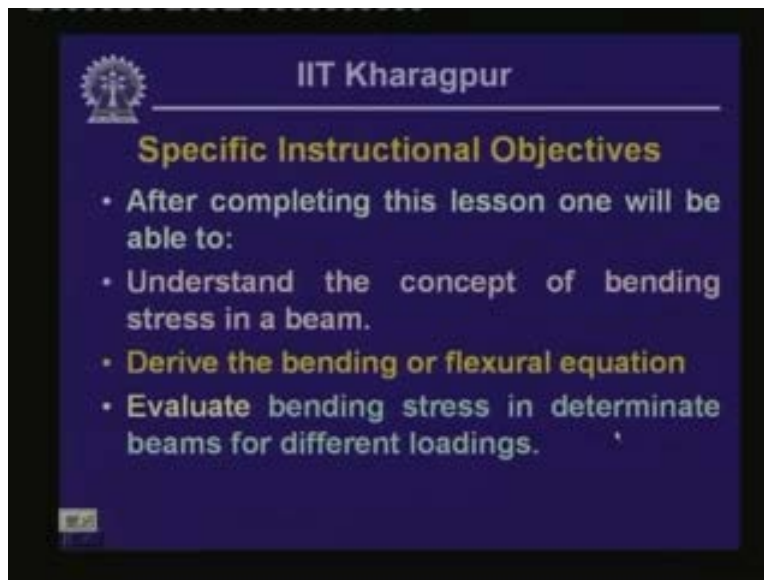 IIT Kharagpur
Specific Instructional Objectives
• After completing this lesson one will be
able to:
• Understand the concept of bending
stress in a beam.
• Derive the bending or flexural equation
• Evaluate bending stress in determinate
beams for different loadings.